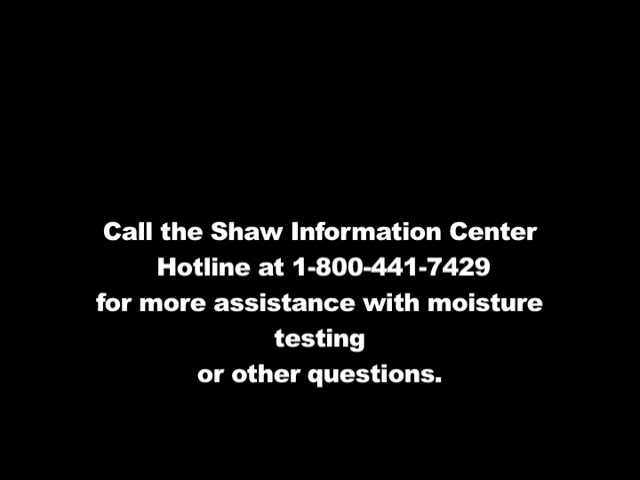 Call the Shaw Information Center
Hotline at 1-800-441-7429
for more assistance with moisture
testing
or other questions.